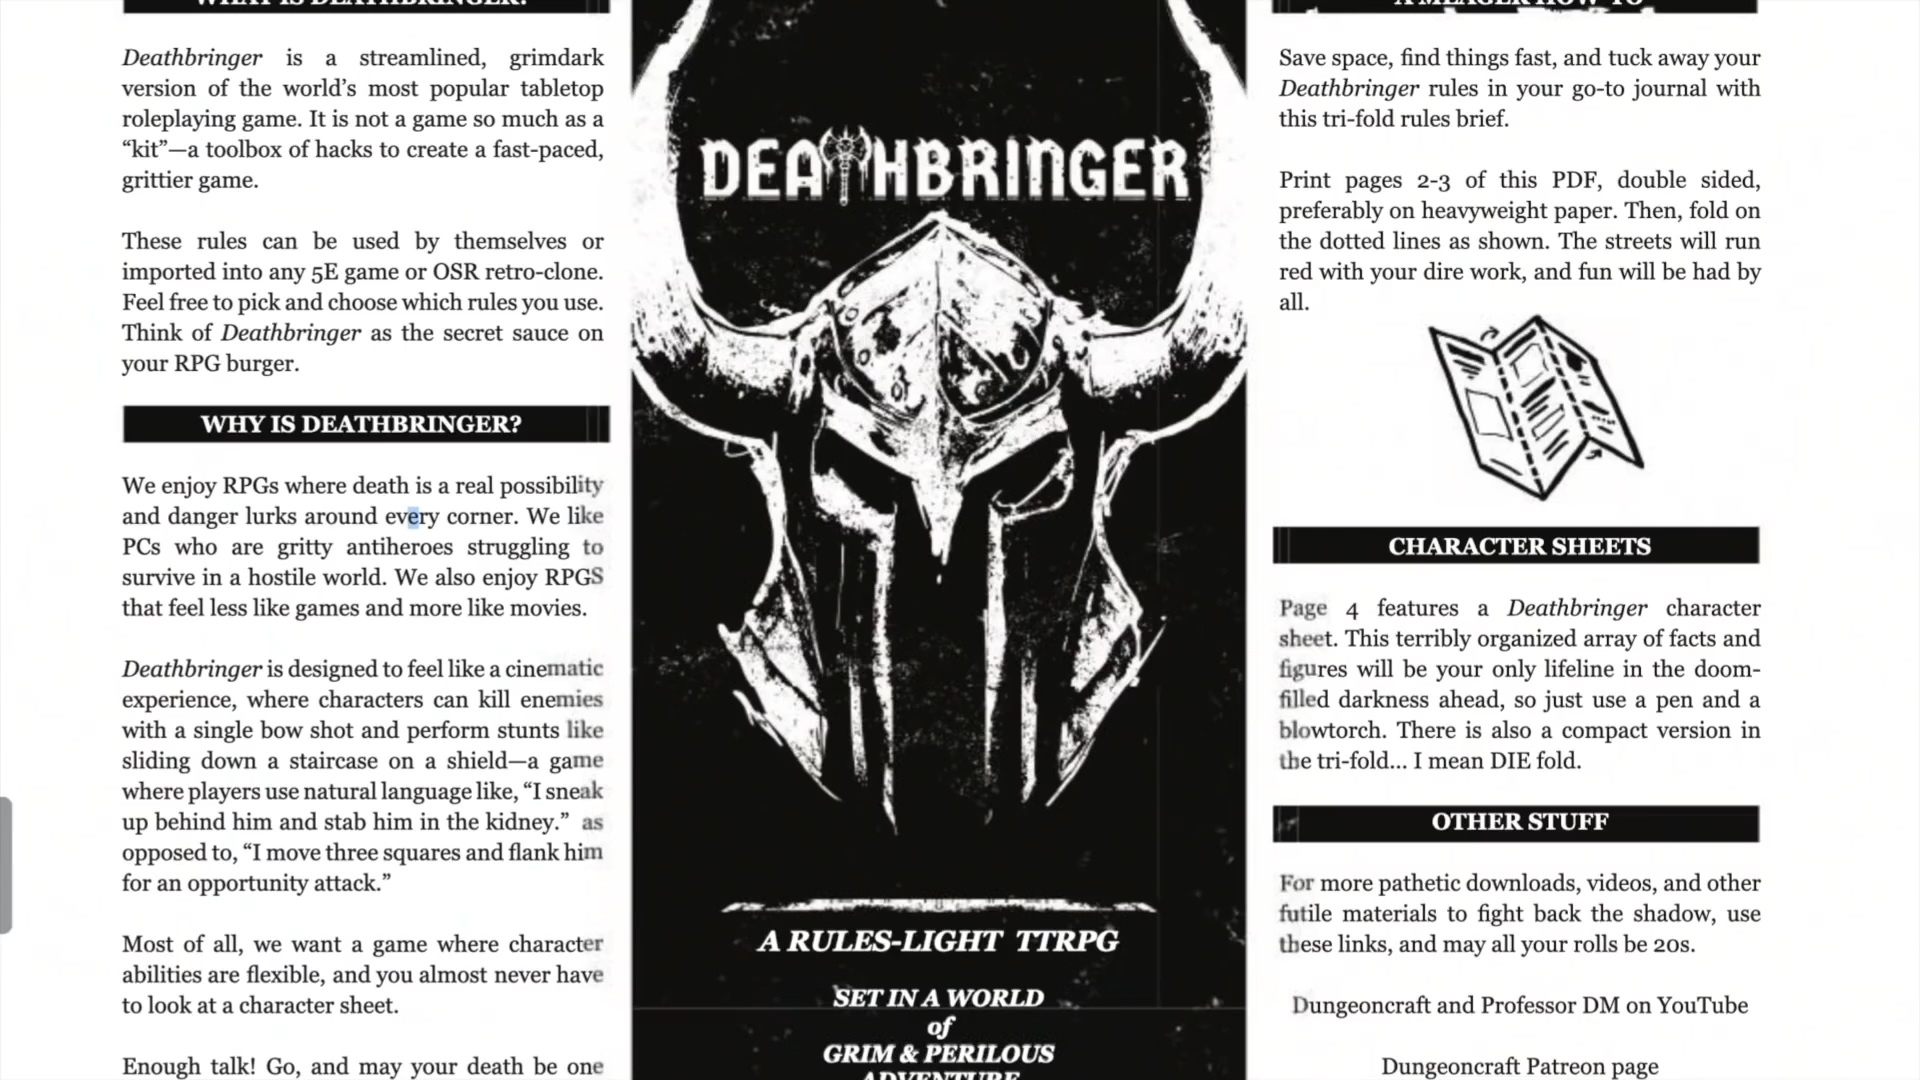 WHAT IS DEATHBRINGER?
Deathbringer is a streamlined, grimdark
version of the world's most popular tabletop
roleplaying game. It is not a game so much as a
“kit”—a toolbox of hacks to create a fast-paced,
grittier game.
These rules can be used by themselves or
imported into any 5E game or OSR retro-clone.
Feel free to pick and choose which rules you use.
Think of Deathbringer as the secret sauce on
your RPG burger.
WHY IS DEATHBRINGER?
We enjoy RPGs where death is a real possibility
and danger lurks around every corner. We like
PCs who are gritty antiheroes struggling to
survive in a hostile world. We also enjoy RPGS
that feel less like games and more like movies.
Deathbringer is designed to feel like a cinematic
experience, where characters can kill enemies
with a single bow shot and perform stunts like
sliding down a staircase on a shield—a game
where players use natural language like, “I sneak
up behind him and stab him in the kidney.” as
opposed to, “I move three squares and flank him
for an opportunity attack.”
Most of all, we want a game where character
abilities are flexible, and you almost never have
to look at a character sheet.
Enough talk! Go, and may your death be one
DEATHBRINGER
A RULES-LIGHT TTRPG
SET IN A WORLD
of
GRIM & PERILOUS
ADVENTURE
A MEAGER HOW-TO
Save space, find things fast, and tuck away your
Deathbringer rules in your go-to journal with
this tri-fold rules brief.
Print pages 2-3 of this PDF, double sided,
preferably on heavyweight paper. Then, fold on
the dotted lines as shown. The streets will run
red with your dire work, and fun will be had by
all.
CHARACTER SHEETS
Page 4 features a Deathbringer character
sheet. This terribly organized array of facts and
figures will be your only lifeline in the doom-
filled darkness ahead, so just use a pen and a
blowtorch. There is also a compact version in
the tri-fold... I mean DIE fold.
OTHER STUFF
For more pathetic downloads, videos, and other
futile materials to fight back the shadow, use
these links, and may all your rolls be 20s.
Dungeoncraft and Professor DM on YouTube
Dungeoncraft Patreon page